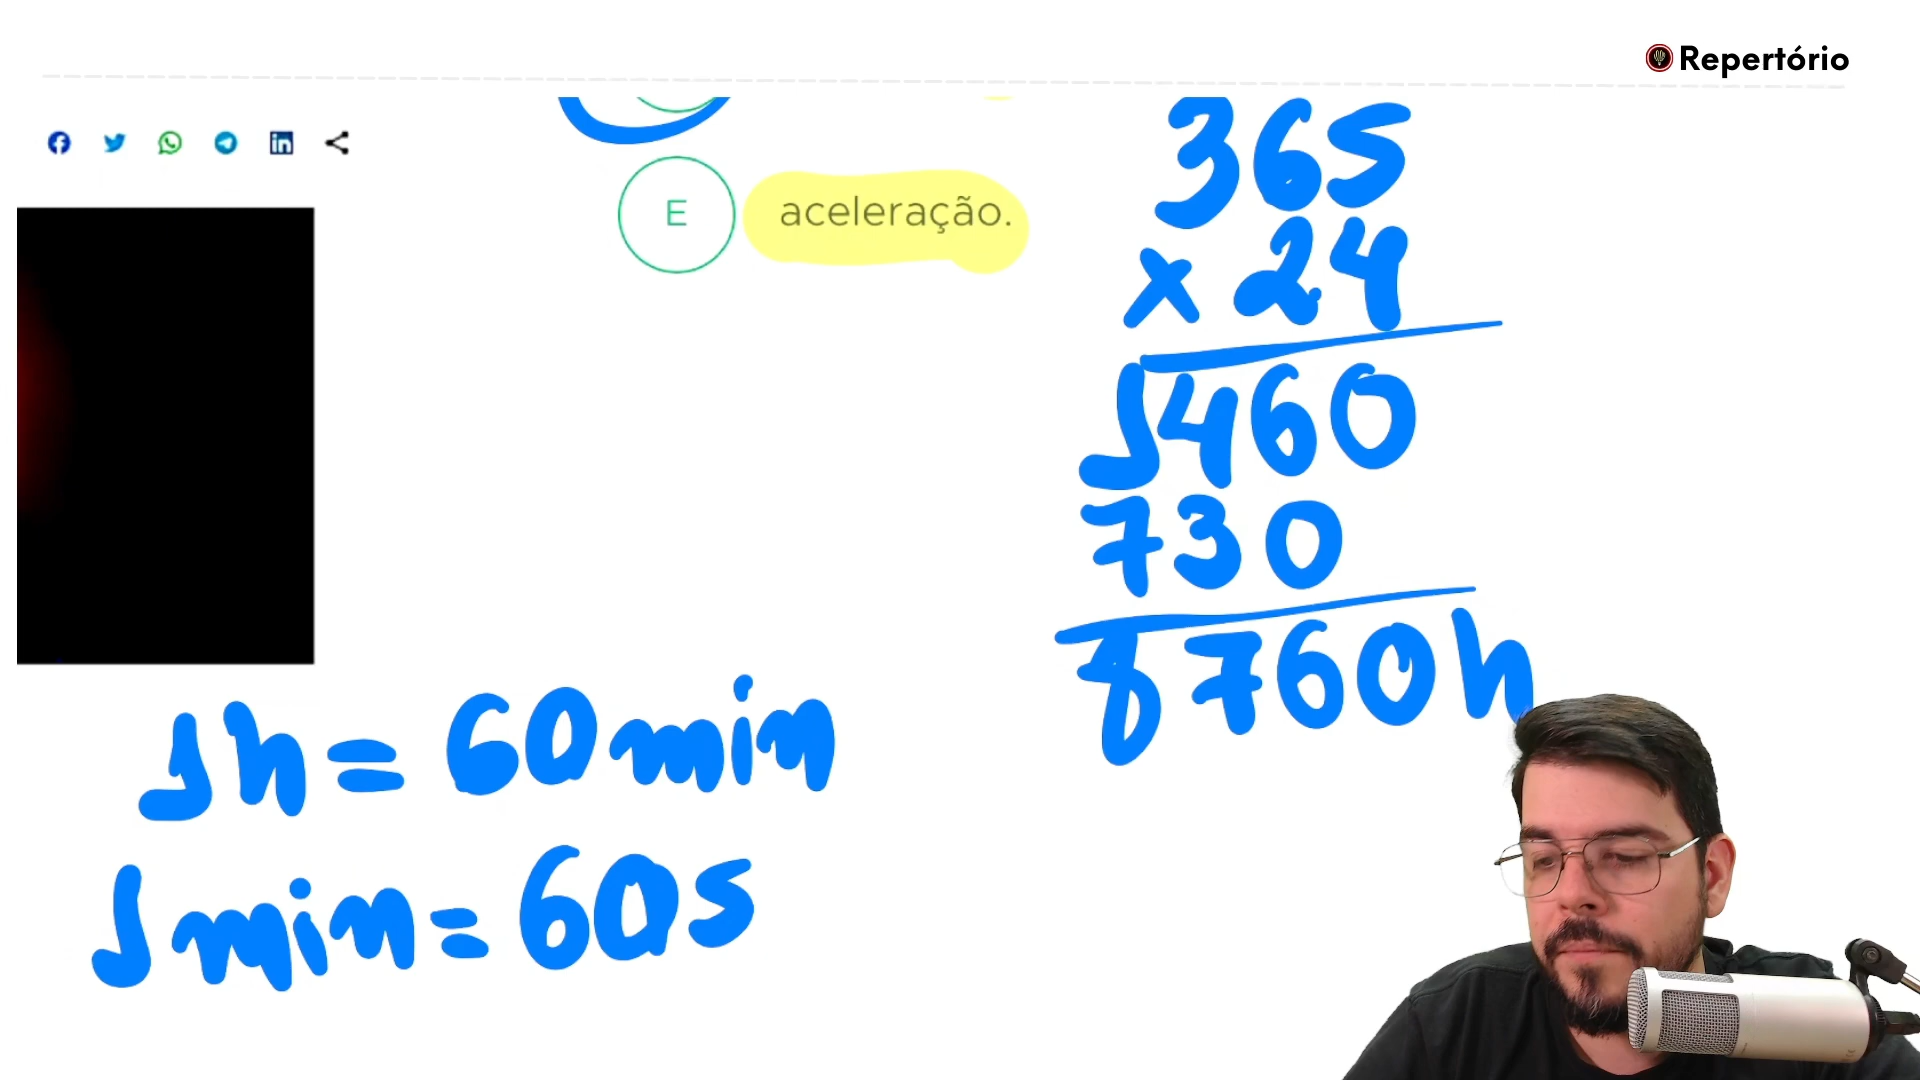 Repertório
E aceleração.
365
x 24
1460
730
8760h
1h = 60min
1min = 60s